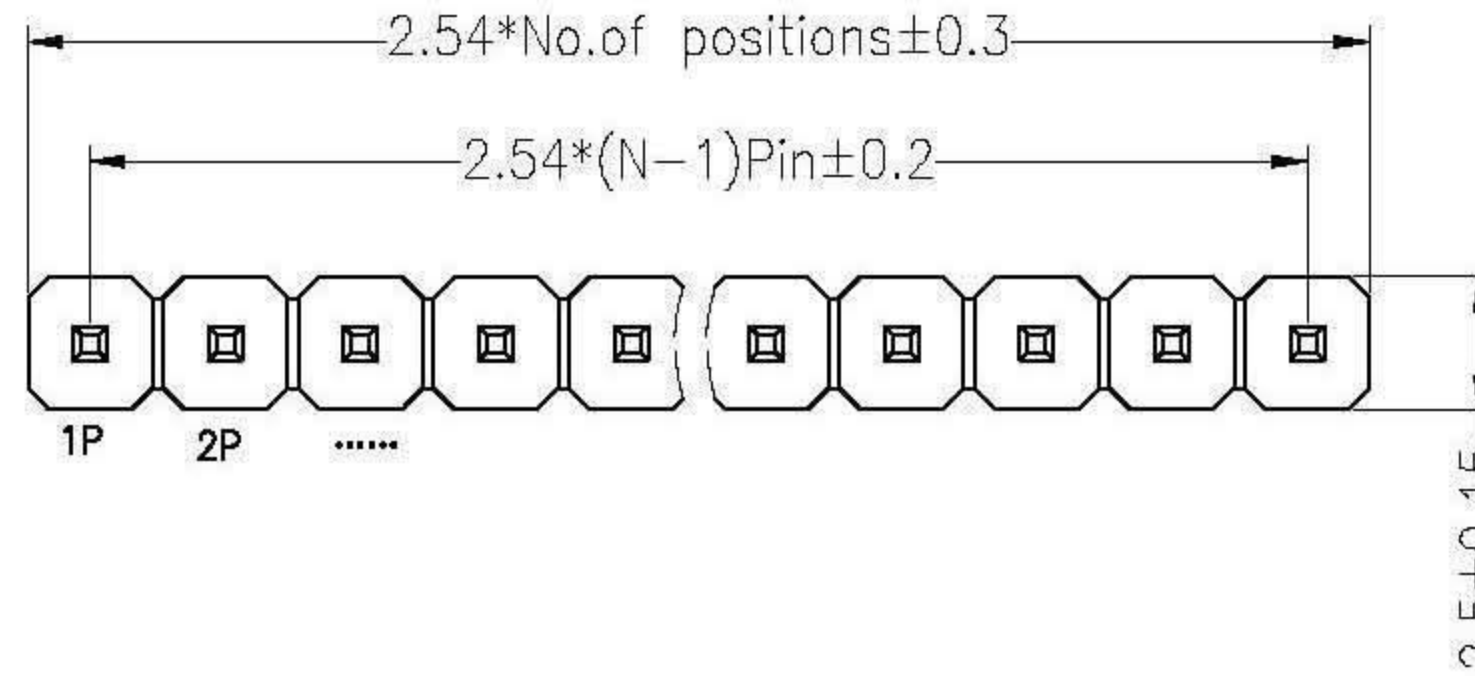 2.54*No.of positions±0.3
2.54*(N-1)Pin±0.2
1P
2P
......